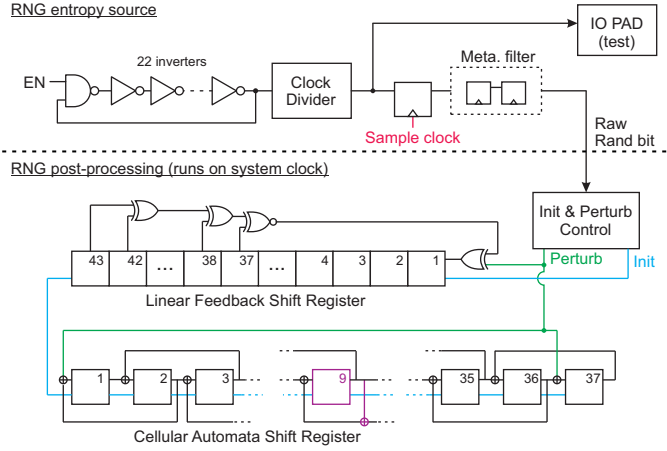 RNG entropy source
IO PAD
(test)
22 inverters
Meta. filter
EN
Clock
Divider
Sample clock
Raw
Rand bit
RNG post-processing (runs on system clock)
Init & Perturb
Control
43 42 ... 38 37 ... 4 3 2 1
Perturb
Init
Linear Feedback Shift Register
1 2 3 9 35 36 37
Cellular Automata Shift Register